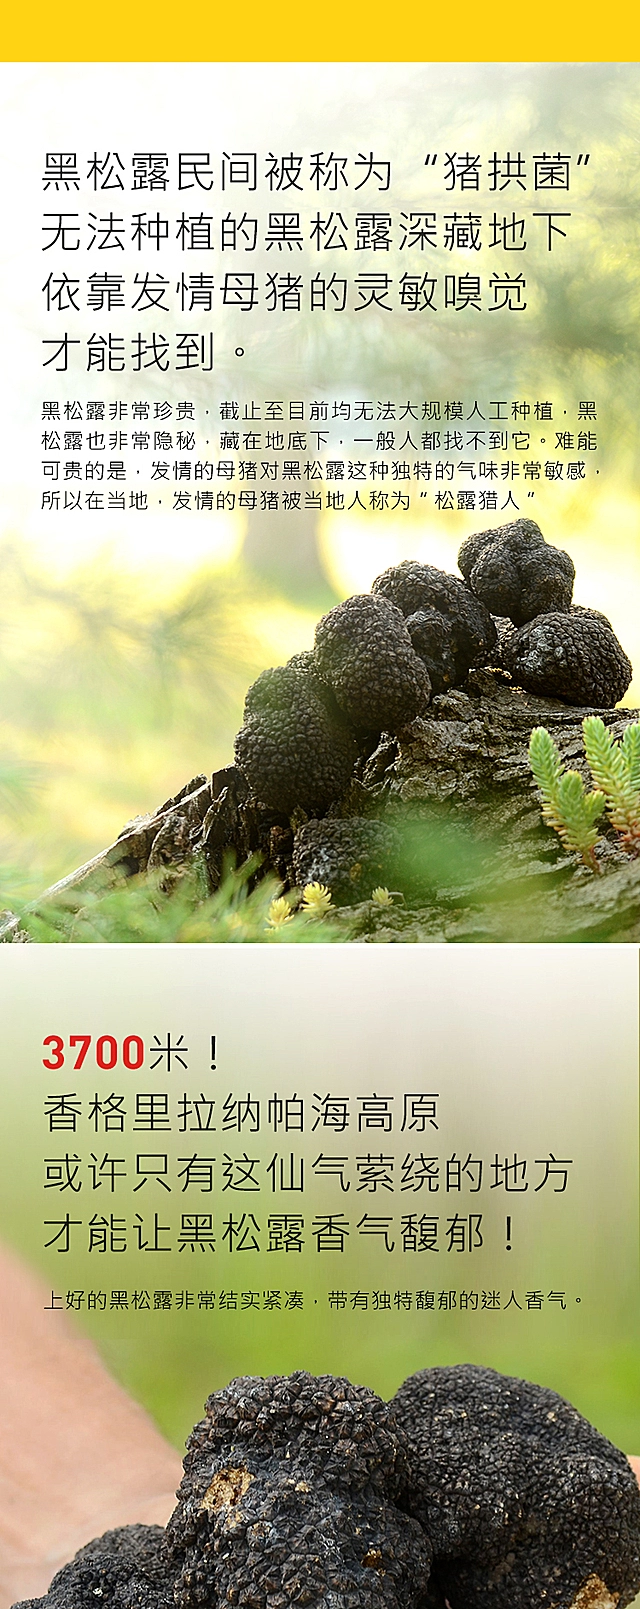 黑松露民间被称为“猪拱菌”
无法种植的黑松露深藏地下
依靠发情母猪的灵敏嗅觉
才能找到。
黑松露非常珍贵，截止至目前均无法大规模人工种植，黑
松露也非常隐秘，藏在地底下，一般人都找不到它。难能
可贵的是，发情的母猪对黑松露这种独特的气味非常敏感，
所以在当地，发情的母猪被当地人称为“松露猎人“
3700米！
香格里拉纳帕海高原
或许只有这仙气萦绕的地方
才能让黑松露香气馥郁！
上好的黑松露非常结实紧凑，带有独特馥郁的迷人香气。